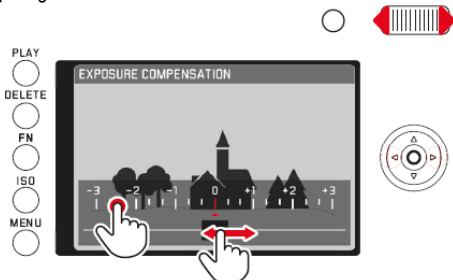 PLAY
DELETE
FN
ISO
MENU
EXPOSURE COMPENSATION
-3 -2 -1 0 +1 +2 +3